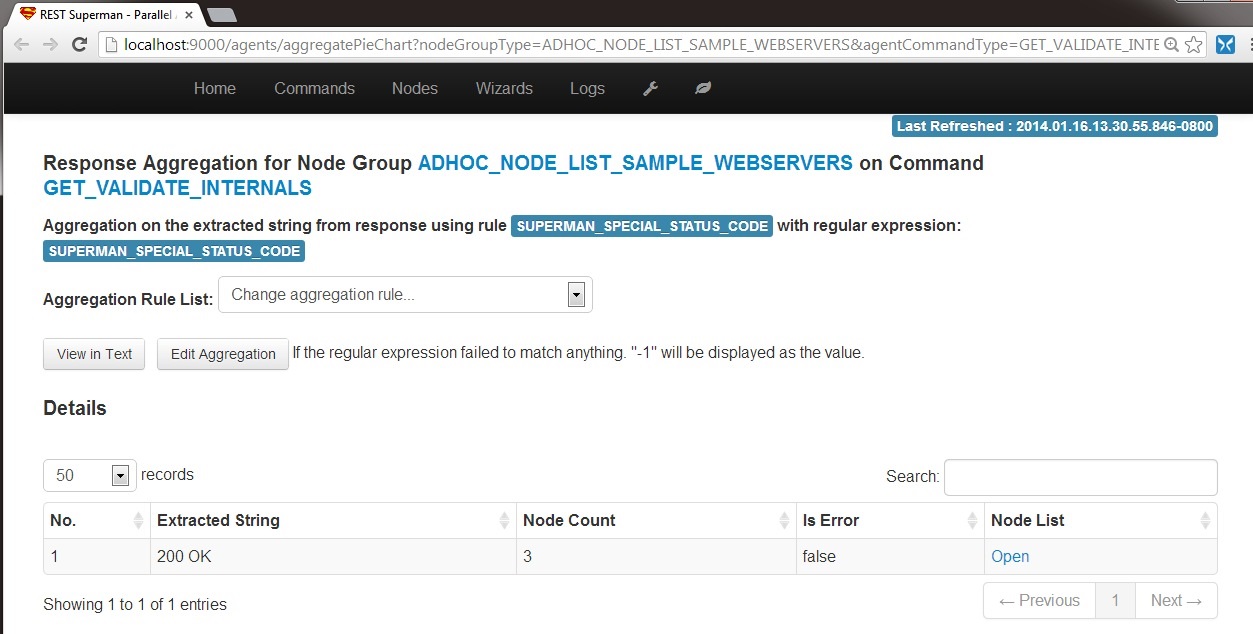 REST Superman - Parallel
localhost:9000/agents/aggregatePieChart?nodeGroupType=ADHOC_NODE_LIST_SAMPLE_WEBSERVERS&agentCommandType=GET_VALIDATE_INTE
Home Commands Nodes Wizards Logs
Last Refreshed : 2014.01.16.13.30.55.846-0800
Response Aggregation for Node Group ADHOC_NODE_LIST_SAMPLE_WEBSERVERS on Command
GET_VALIDATE_INTERNALS
Aggregation on the extracted string from response using rule SUPERMAN_SPECIAL_STATUS_CODE with regular expression:
SUPERMAN_SPECIAL_STATUS_CODE
Aggregation Rule List: Change aggregation rule...
View in Text Edit Aggregation If the regular expression failed to match anything. "-1" will be displayed as the value.
Details
50 records Search:
No. Extracted String Node Count Is Error Node List
1 200 OK 3 false Open
Showing 1 to 1 of 1 entries ← Previous 1 Next →